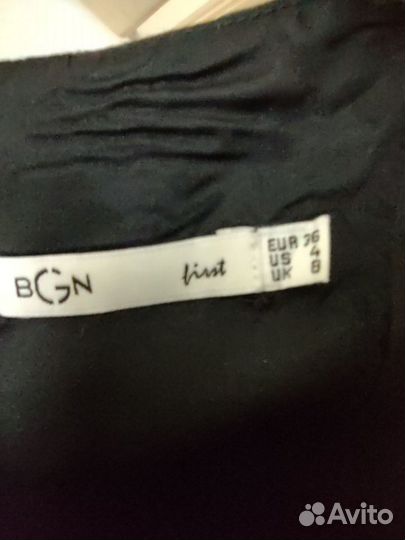 BGN first
EUR 36
US 4
UK 8
Avito